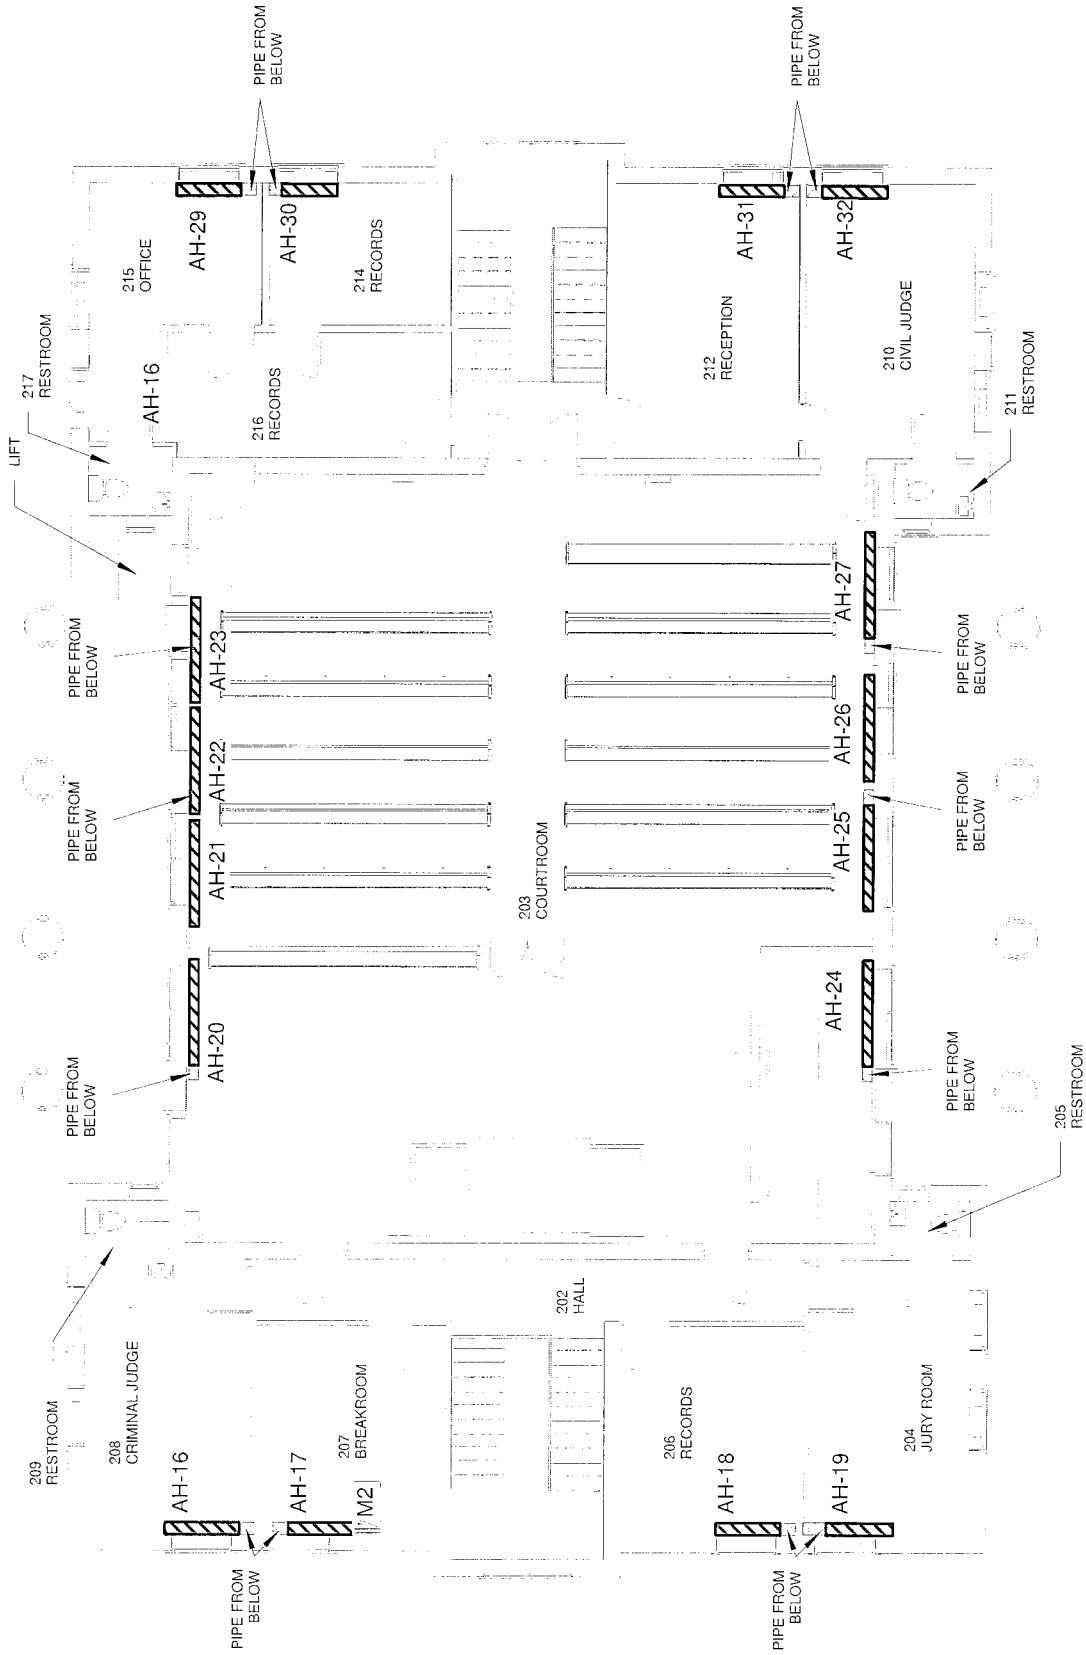 PIPE FROM
BELOW
PIPE FROM
BELOW
AH-29
AH-30
AH-31
AH-32
215
OFFICE
214
RECORDS
217
RESTROOM
LIFT
AH-16
216
RECORDS
212
RECEPTION
210
CIVIL JUDGE
211
RESTROOM
PIPE FROM
BELOW
AH-23
AH-27
PIPE FROM
BELOW
PIPE FROM
BELOW
AH-22
AH-26
PIPE FROM
BELOW
AH-21
AH-25
203
COURTROOM
PIPE FROM
BELOW
AH-20
AH-24
PIPE FROM
BELOW
205
RESTROOM
209
RESTROOM
208
CRIMINAL JUDGE
202
HALL
207
BREAKROOM
206
RECORDS
204
JURY ROOM
AH-16
AH-17
M2
AH-18
AH-19
PIPE FROM
BELOW
PIPE FROM
BELOW